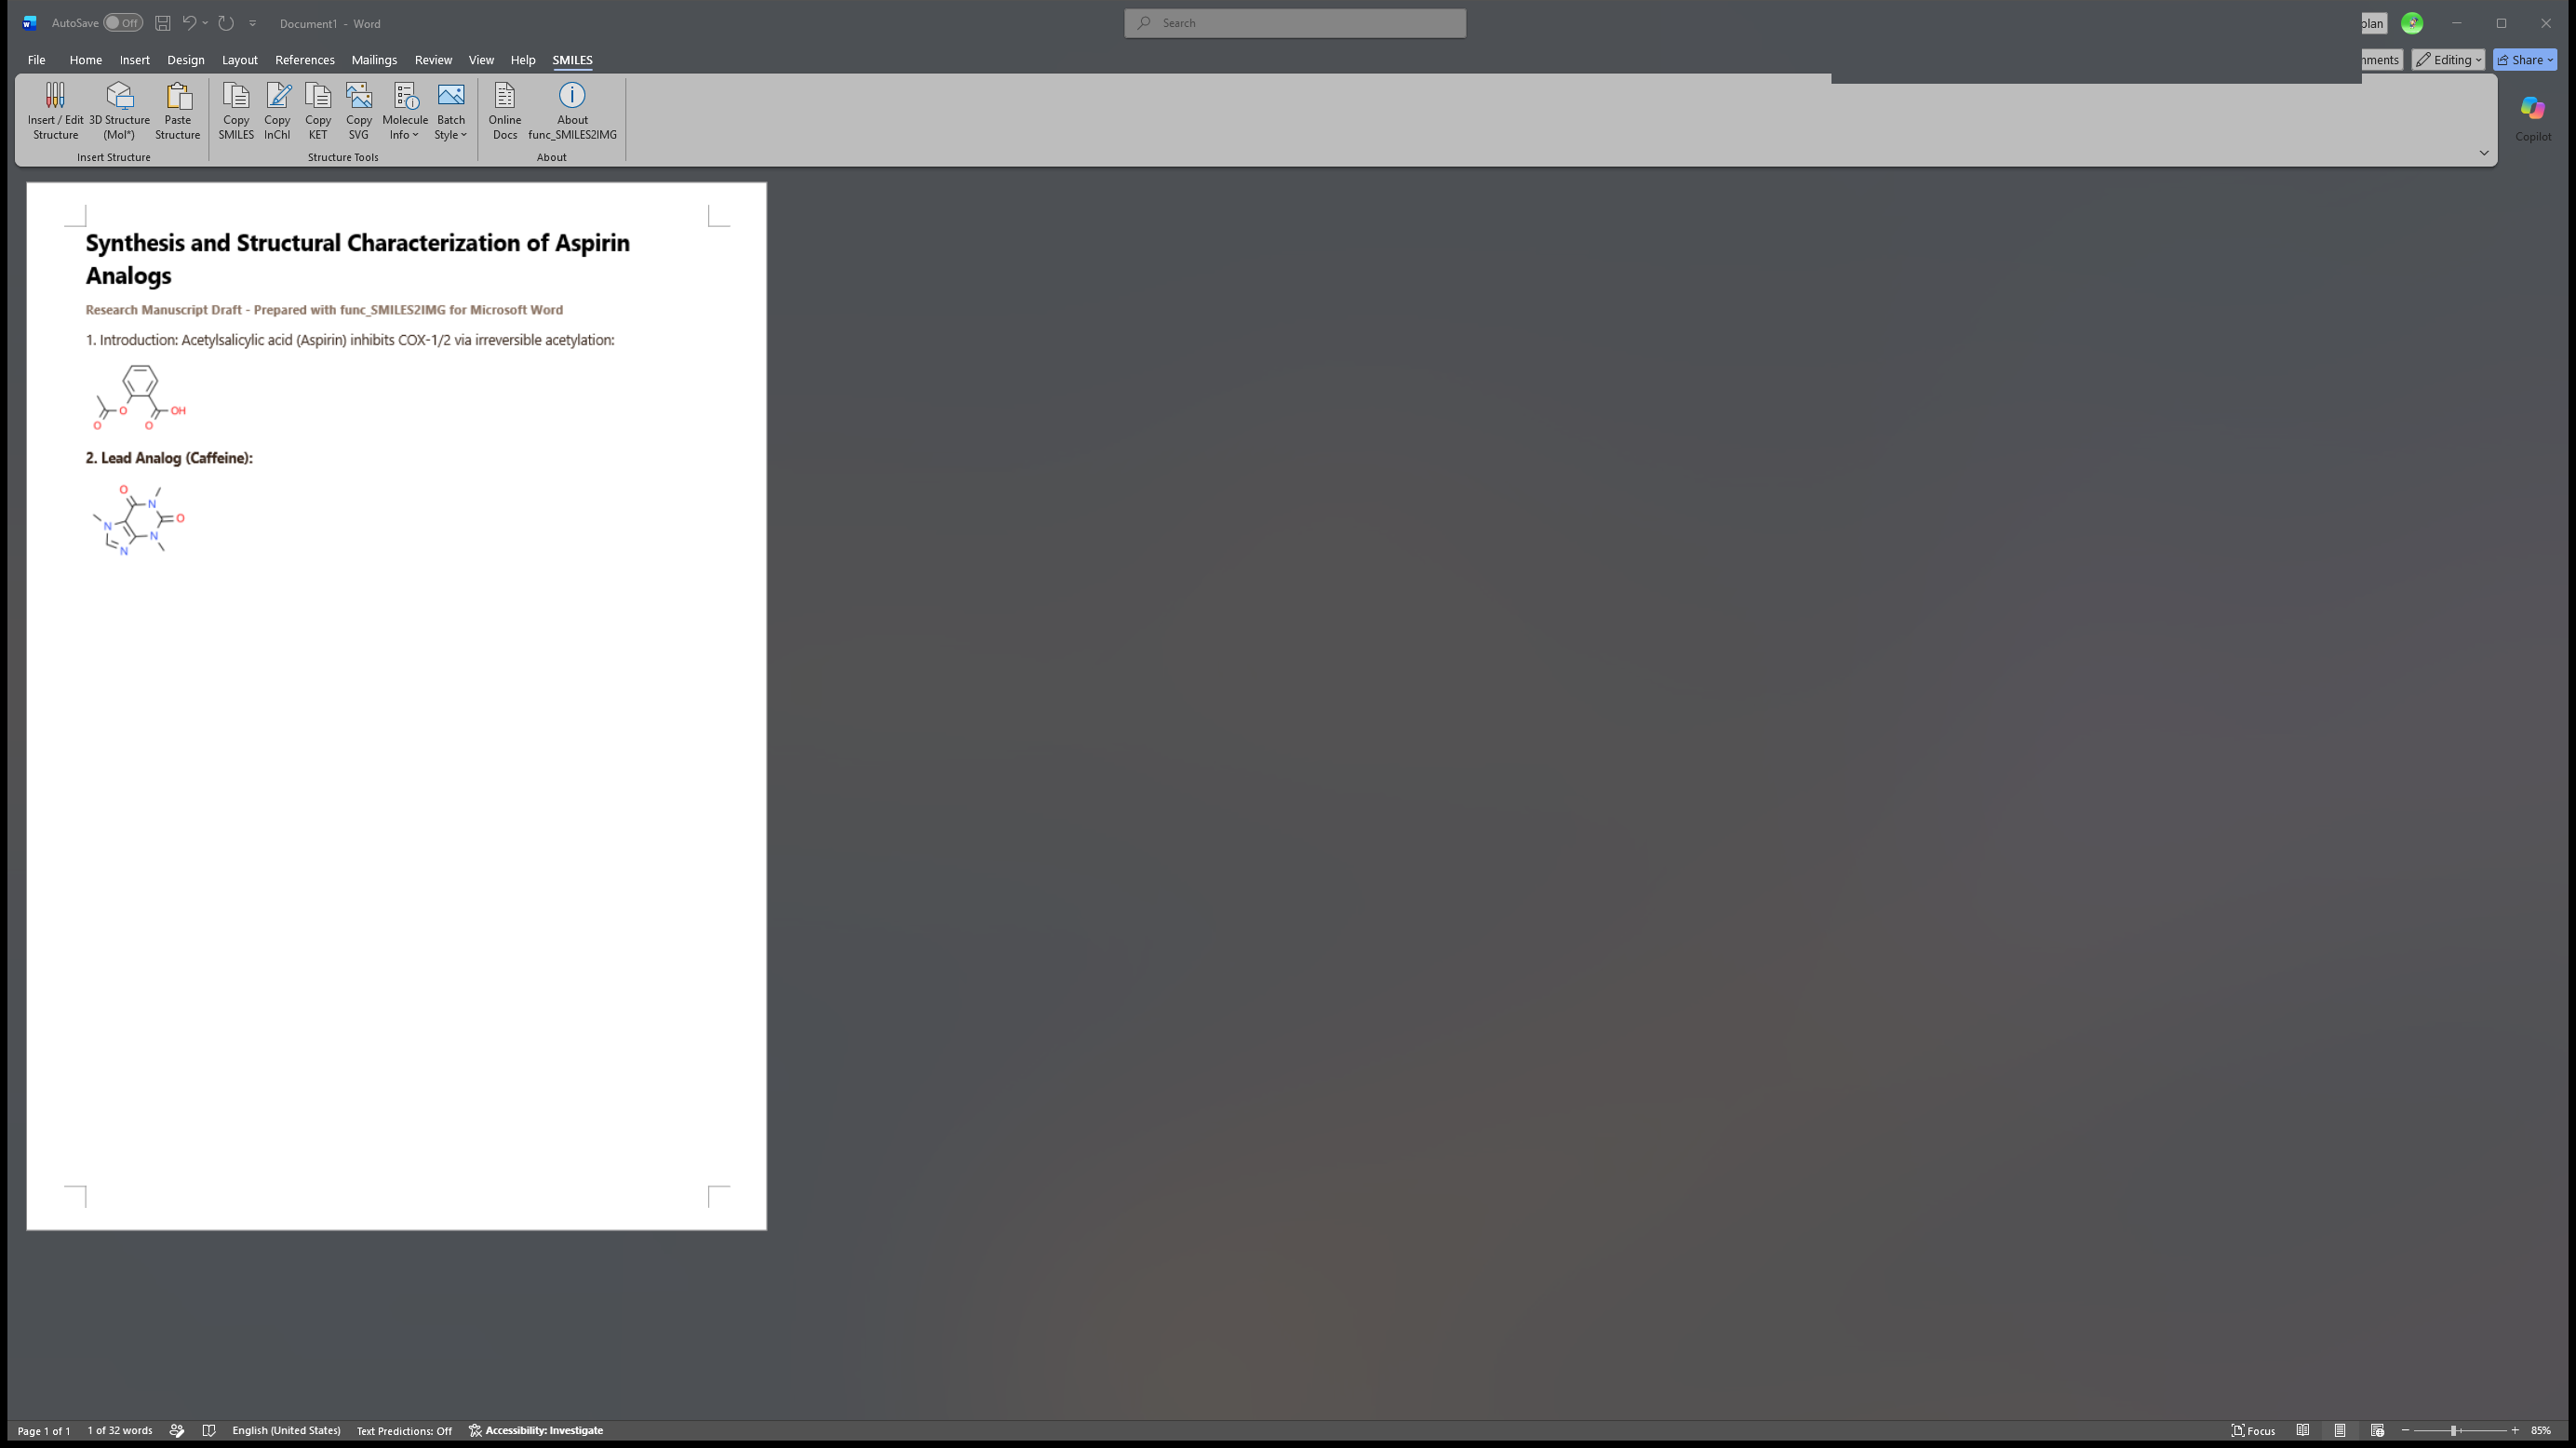 AutoSave Off Document1 - Word Search plan
File Home Insert Design Layout References Mailings Review View Help SMILES Editing Share
Insert / Edit Structure
3D Structure (Mol*)
Paste Structure
Insert Structure
Copy SMILES
Copy InChI
Copy KET
Copy SVG
Molecule Info
Batch Style
Structure Tools
Online Docs
About func_SMILES2IMG
About
Copilot
Synthesis and Structural Characterization of Aspirin
Analogs
Research Manuscript Draft - Prepared with func_SMILES2IMG for Microsoft Word
1. Introduction: Acetylsalicylic acid (Aspirin) inhibits COX-1/2 via irreversible acetylation:
O OH
O O
2. Lead Analog (Caffeine):
O
N
O
N
N
N
Page 1 of 1 1 of 32 words English (United States) Text Predictions: Off Accessibility: Investigate Focus 85%